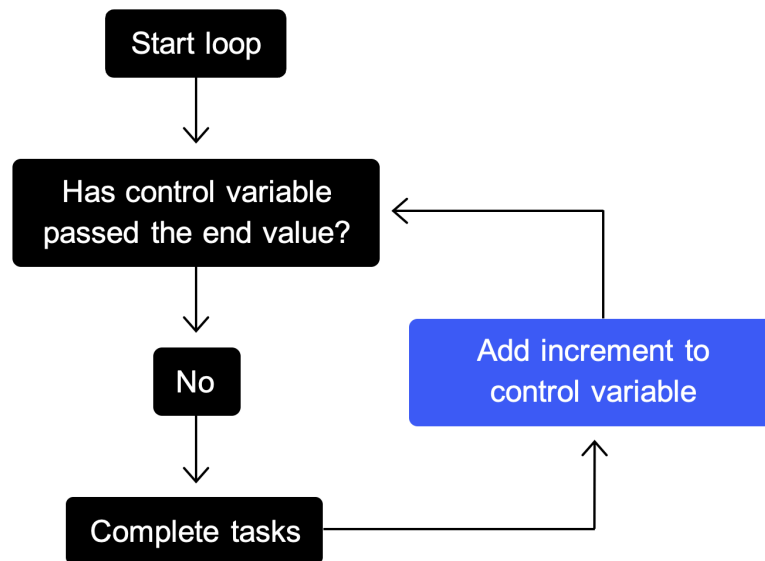 Start loop
Has control variable
passed the end value?
No
Add increment to
control variable
Complete tasks